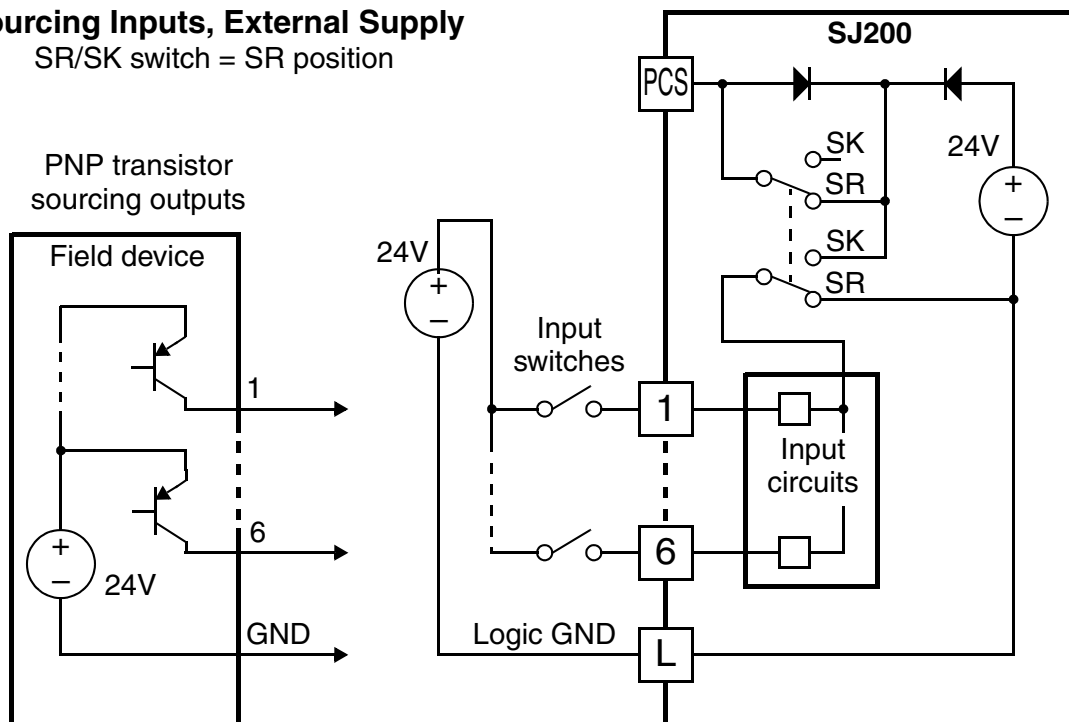 ourcing Inputs, External Supply
SR/SK switch = SR position
SJ200
PCS
SK
SR
24V
+
–
SK
SR
PNP transistor
sourcing outputs
Field device
1
6
+
–
24V
GND
24V
+
–
Input
switches
1
Input
circuits
6
Logic GND
L